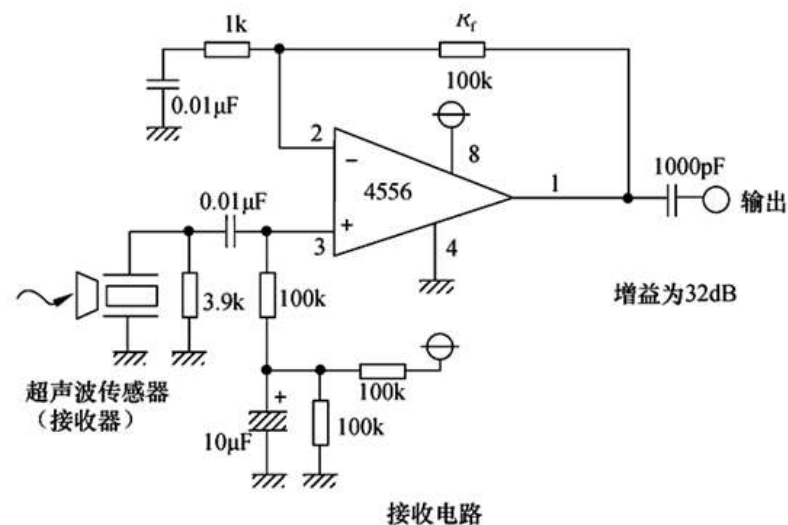 1k
R_f
0.01μF
100k
2
8
−
4556
1
1000pF
输出
0.01μF
+
3
4
3.9k
100k
增益为32dB
超声波传感器
（接收器）
+
100k
10μF
100k
接收电路